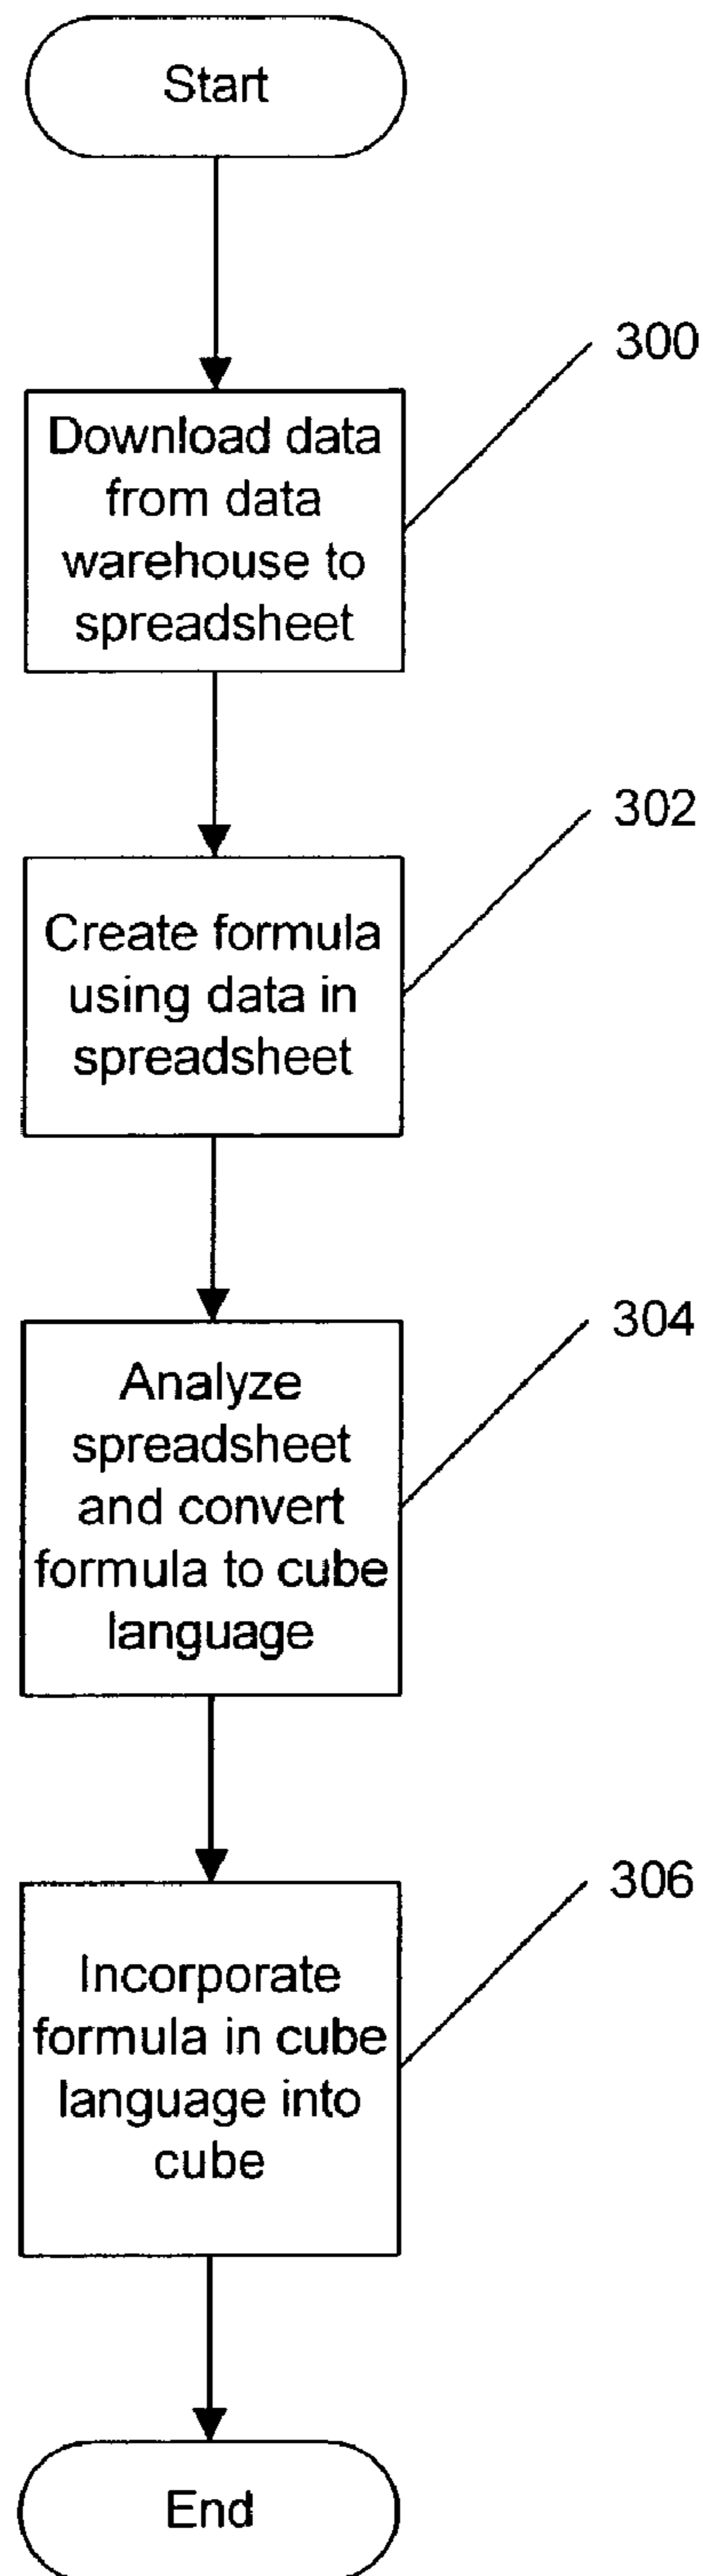 Start
300
Download data
from data
warehouse to
spreadsheet
302
Create formula
using data in
spreadsheet
304
Analyze
spreadsheet
and convert
formula to cube
language
306
Incorporate
formula in cube
language into
cube
End